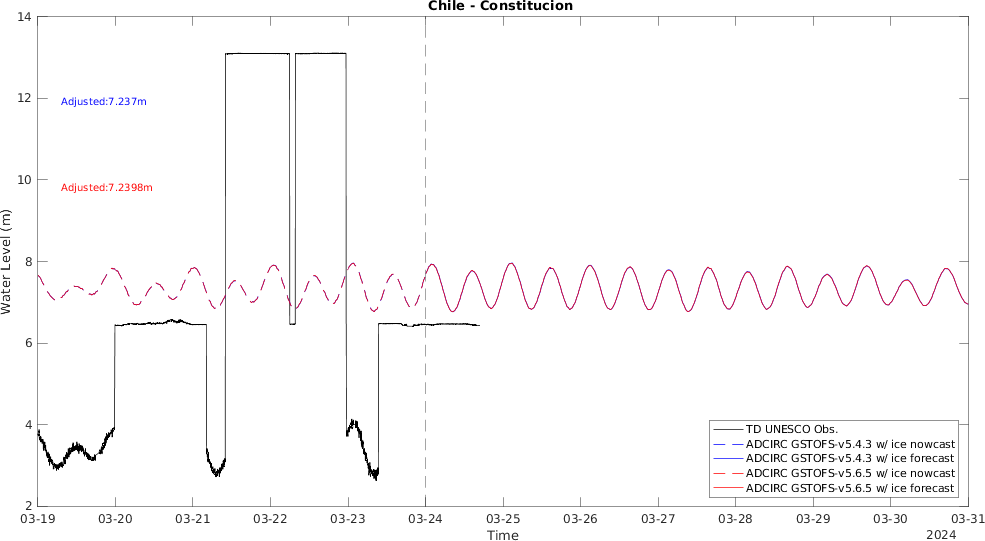 Chile - Constitucion
14
12
10
8
6
4
2
Water Level (m)
Adjusted:7.237m
Adjusted:7.2398m
TD UNESCO Obs.
ADCIRC GSTOFS-v5.4.3 w/ ice nowcast
ADCIRC GSTOFS-v5.4.3 w/ ice forecast
ADCIRC GSTOFS-v5.6.5 w/ ice nowcast
ADCIRC GSTOFS-v5.6.5 w/ ice forecast
03-19 03-20 03-21 03-22 03-23 03-24 03-25 03-26 03-27 03-28 03-29 03-30 03-31
Time
2024